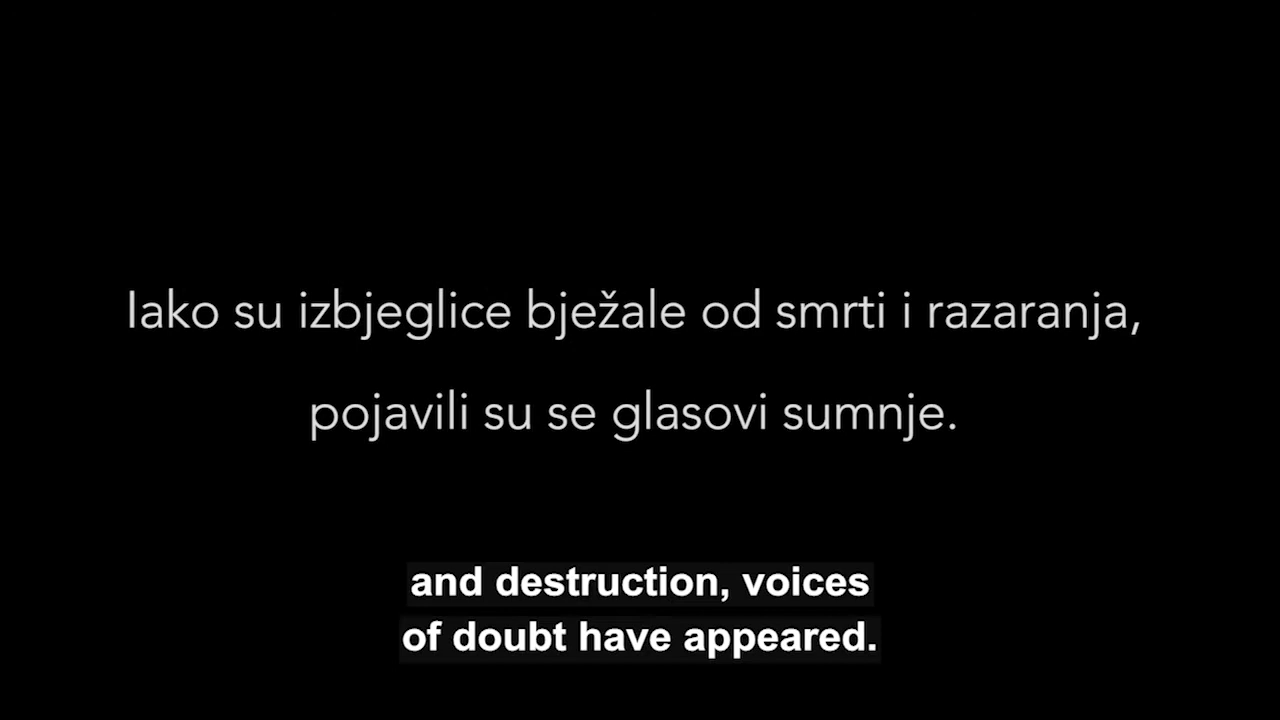 Iako su izbjeglice bježale od smrti i razaranja,
pojavili su se glasovi sumnje.
and destruction, voices
of doubt have appeared.